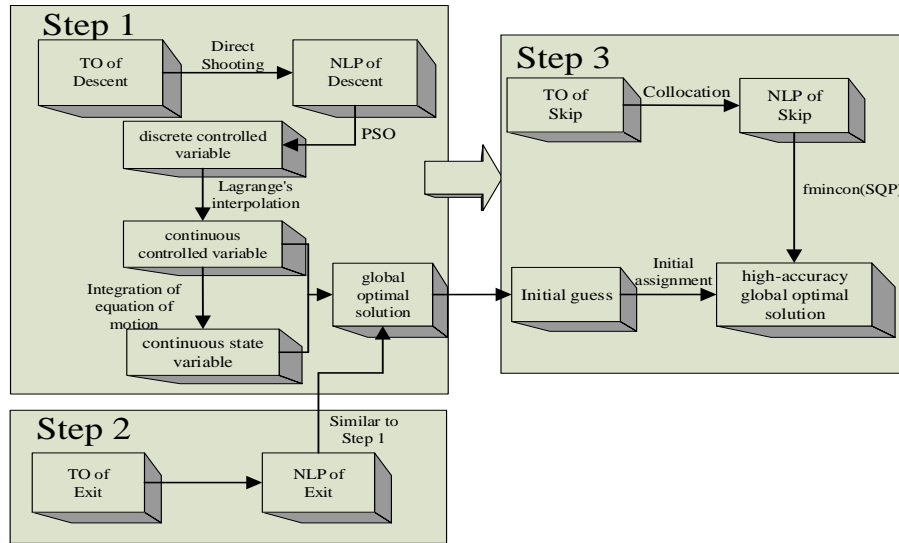 Step 1
TO of
Descent
Direct
Shooting
NLP of
Descent
PSO
discrete controlled
variable
Lagrange's
interpolation
continuous
controlled variable
Integration of
equation of
motion
continuous state
variable
global
optimal
solution
Step 2
TO of
Exit
NLP of
Exit
Similar to
Step 1
Step 3
TO of
Skip
Collocation
NLP of
Skip
fmincon(SQP)
Initial guess
Initial
assignment
high-accuracy
global optimal
solution